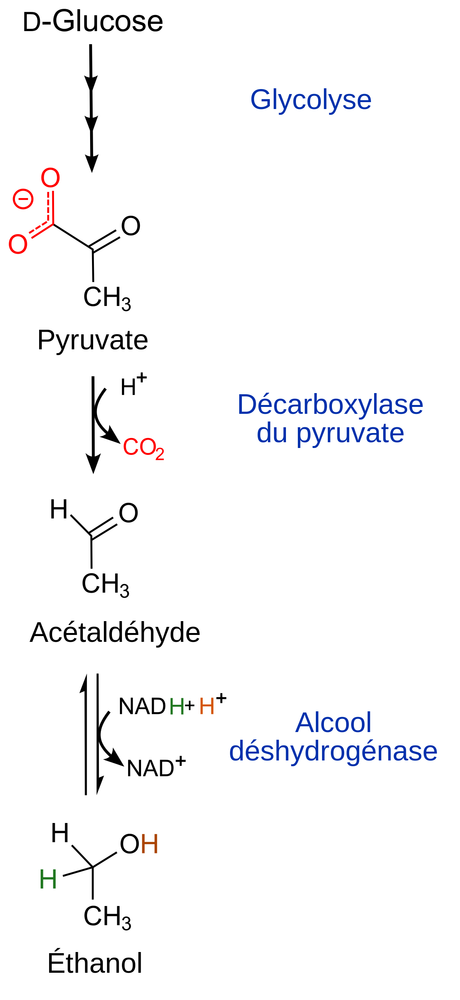 D-Glucose
Glycolyse
O
⊖
O
O
CH₃
Pyruvate
H⁺
Décarboxylase
du pyruvate
CO₂
H
O
CH₃
Acétaldéhyde
NADH+ H⁺
Alcool
déshydrogénase
NAD⁺
H
OH
H
CH₃
Éthanol